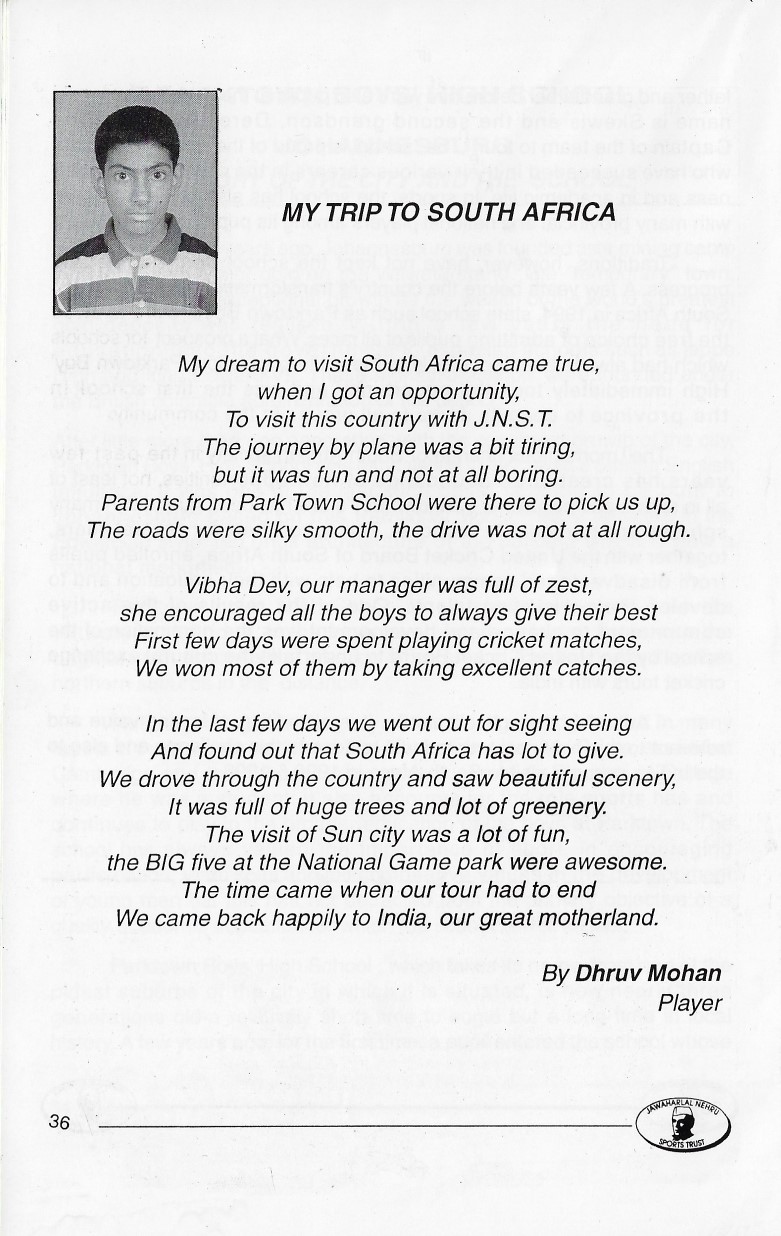 MY TRIP TO SOUTH AFRICA
My dream to visit South Africa came true,
when I got an opportunity,
To visit this country with J.N.S.T.
The journey by plane was a bit tiring,
but it was fun and not at all boring.
Parents from Park Town School were there to pick us up,
The roads were silky smooth, the drive was not at all rough.
Vibha Dev, our manager was full of zest,
she encouraged all the boys to always give their best
First few days were spent playing cricket matches,
We won most of them by taking excellent catches.
In the last few days we went out for sight seeing
And found out that South Africa has lot to give.
We drove through the country and saw beautiful scenery,
It was full of huge trees and lot of greenery.
The visit of Sun city was a lot of fun,
the BIG five at the National Game park were awesome.
The time came when our tour had to end
We came back happily to India, our great motherland.
By Dhruv Mohan
Player
36
JAWAHARLAL NEHRU
SPORTS TRUST